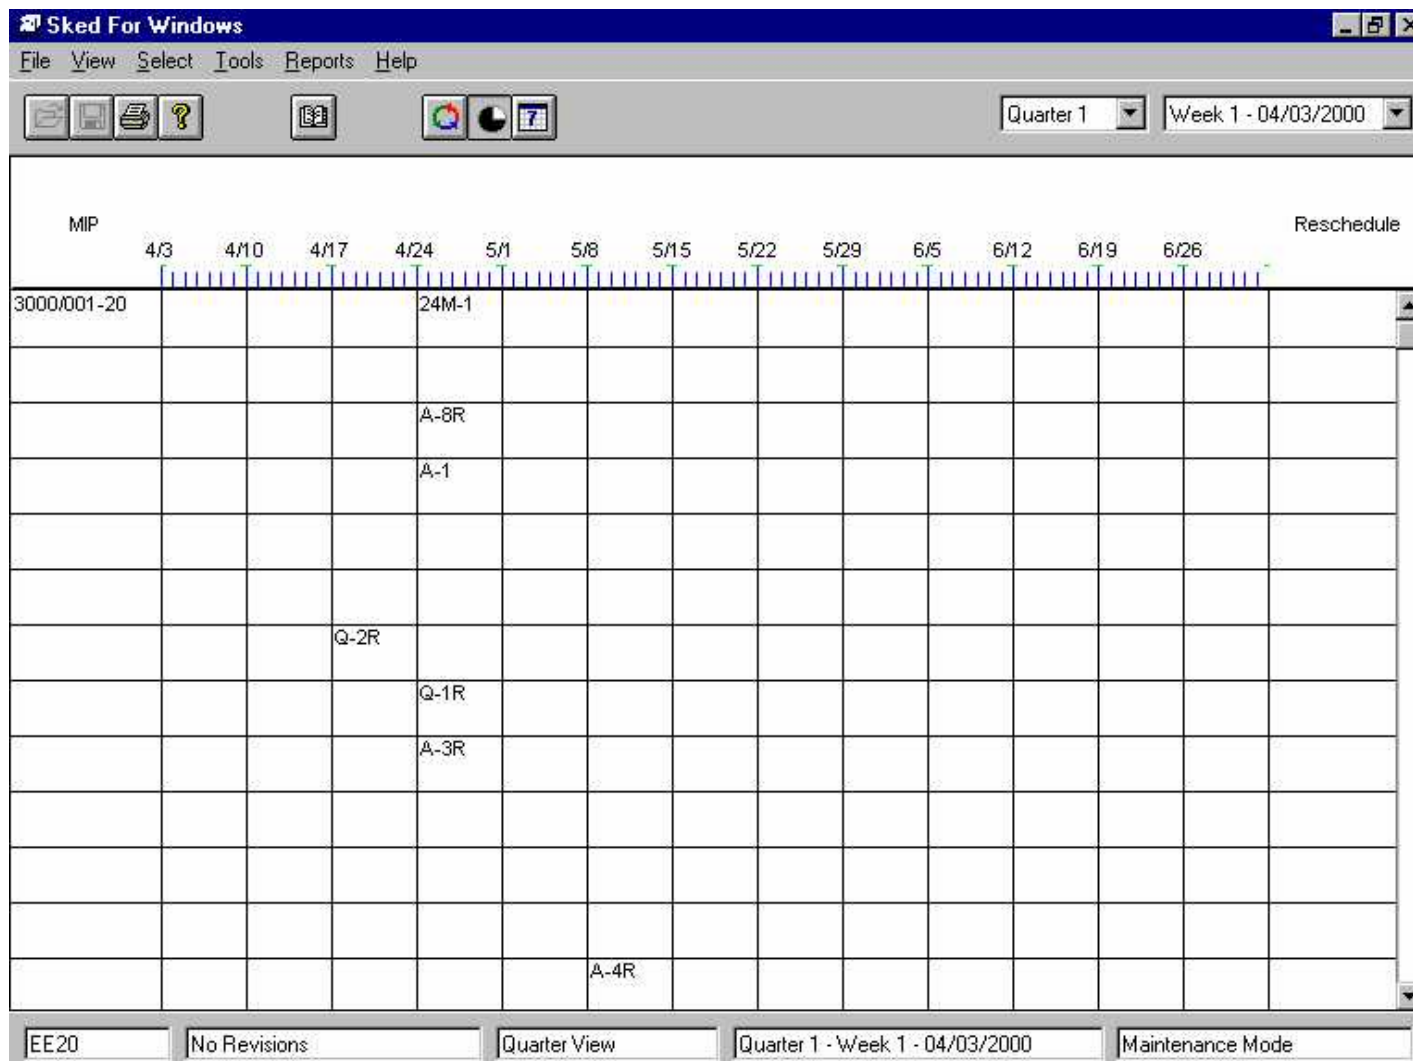 Sked For Windows
File View Select Tools Reports Help
7 Quarter 1 Week 1 - 04/03/2000
MIP Reschedule
4/3 4/10 4/17 4/24 5/1 5/8 5/15 5/22 5/29 6/5 6/12 6/19 6/26
3000/001-20 24M-1
A-8R
A-1
Q-2R
Q-1R
A-3R
A-4R
EE20 No Revisions Quarter View Quarter 1 - Week 1 - 04/03/2000 Maintenance Mode